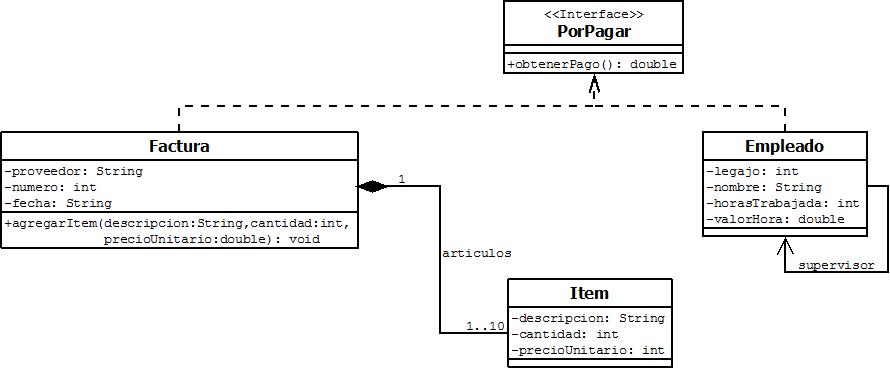 <<Interface>>
PorPagar
+obtenerPago(): double
Factura
-proveedor: String
-numero: int
-fecha: String
+agregarItem(descripcion:String,cantidad:int,
precioUnitario:double): void
1
articulos
1..10
Item
-descripcion: String
-cantidad: int
-precioUnitario: int
Empleado
-legajo: int
-nombre: String
-horasTrabajada: int
-valorHora: double
supervisor